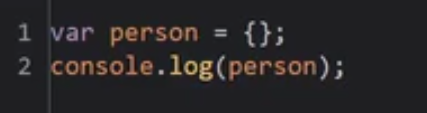 1 var person = {};
2 console.log(person);